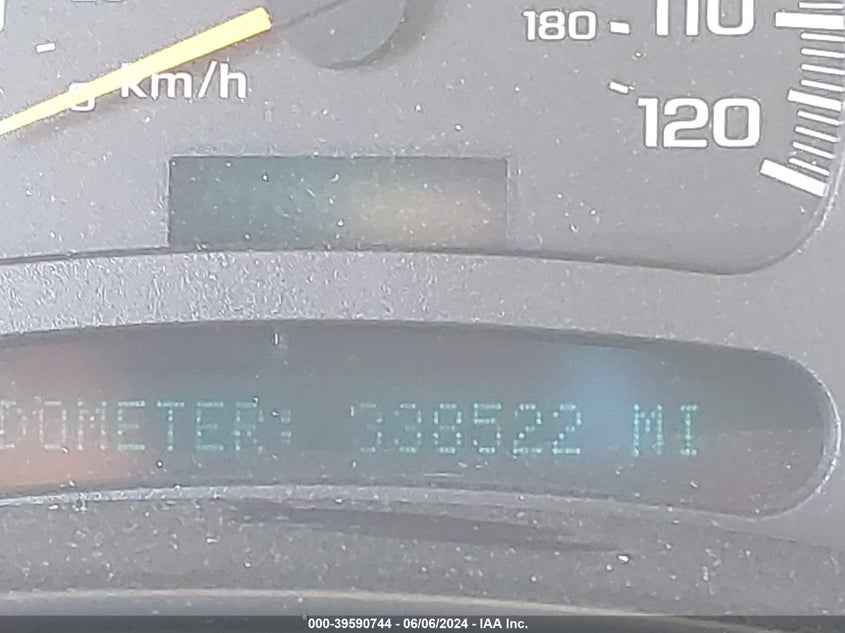 180 110
km/h
120
DOMETER: 338522 MI
000-39590744 - 06/06/2024 - IAA Inc.